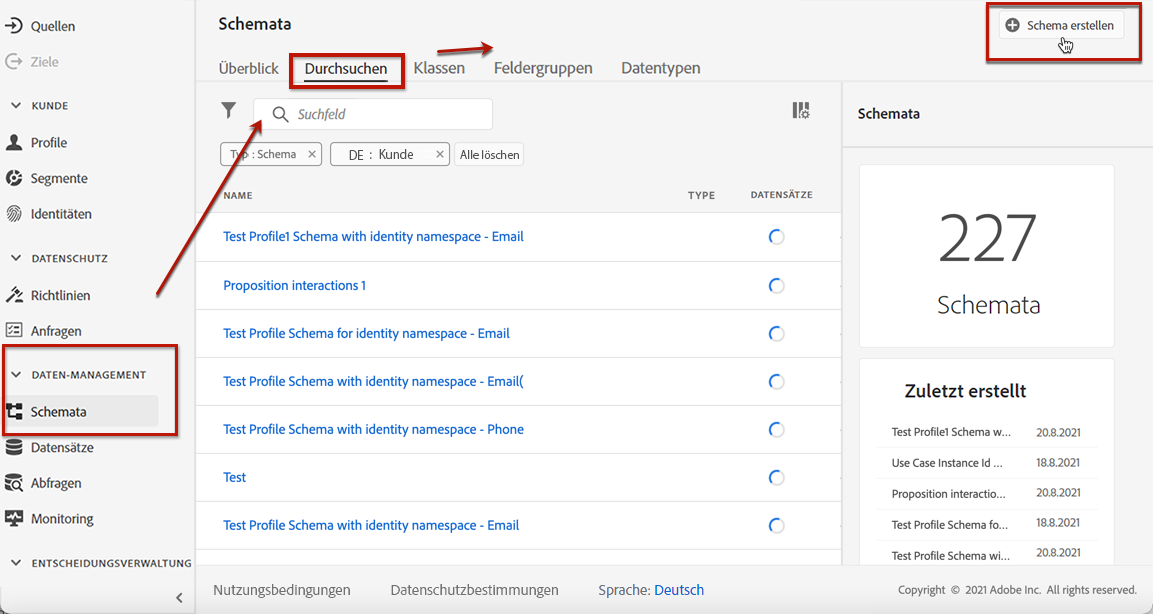 Quellen
Ziele
KUNDE
Profile
Segmente
Identitäten
DATENSCHUTZ
Richtlinien
Anfragen
DATEN-MANAGEMENT
Schemata
Datensätze
Abfragen
Monitoring
ENTSCHEIDUNGSVERWALTUNG
Schemata
Schema erstellen
Überblick Durchsuchen Klassen Feldergruppen Datentypen
Suchfeld
Typ : Schema × DE : Kunde × Alle löschen
NAME TYPE DATENSÄTZE
Test Profile1 Schema with identity namespace - Email
Proposition interactions 1
Test Profile Schema for identity namespace - Email
Test Profile Schema with identity namespace - Email(
Test Profile Schema with identity namespace - Phone
Test
Test Profile Schema with identity namespace - Email
Schemata
227
Schemata
Zuletzt erstellt
Test Profile1 Schema w... 20.8.2021
Use Case Instance Id ... 18.8.2021
Proposition interactio... 20.8.2021
Test Profile Schema fo... 18.8.2021
Test Profile Schema wi... 20.8.2021
Nutzungsbedingungen Datenschutzbestimmungen Sprache: Deutsch Copyright © 2021 Adobe Inc. All rights reserved.